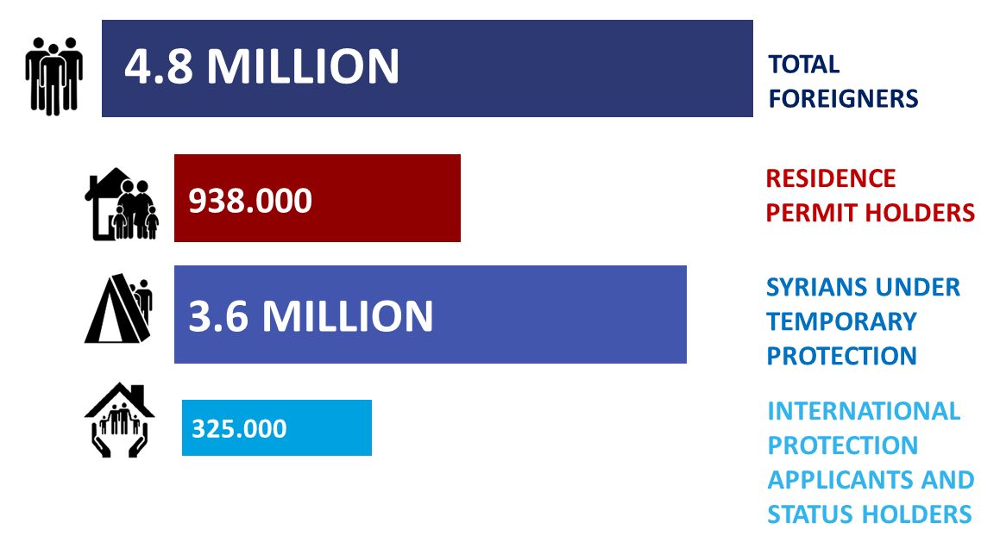 4.8 MILLION
TOTAL
FOREIGNERS
938.000
RESIDENCE
PERMIT HOLDERS
3.6 MILLION
SYRIANS UNDER
TEMPORARY
PROTECTION
325.000
INTERNATIONAL
PROTECTION
APPLICANTS AND
STATUS HOLDERS